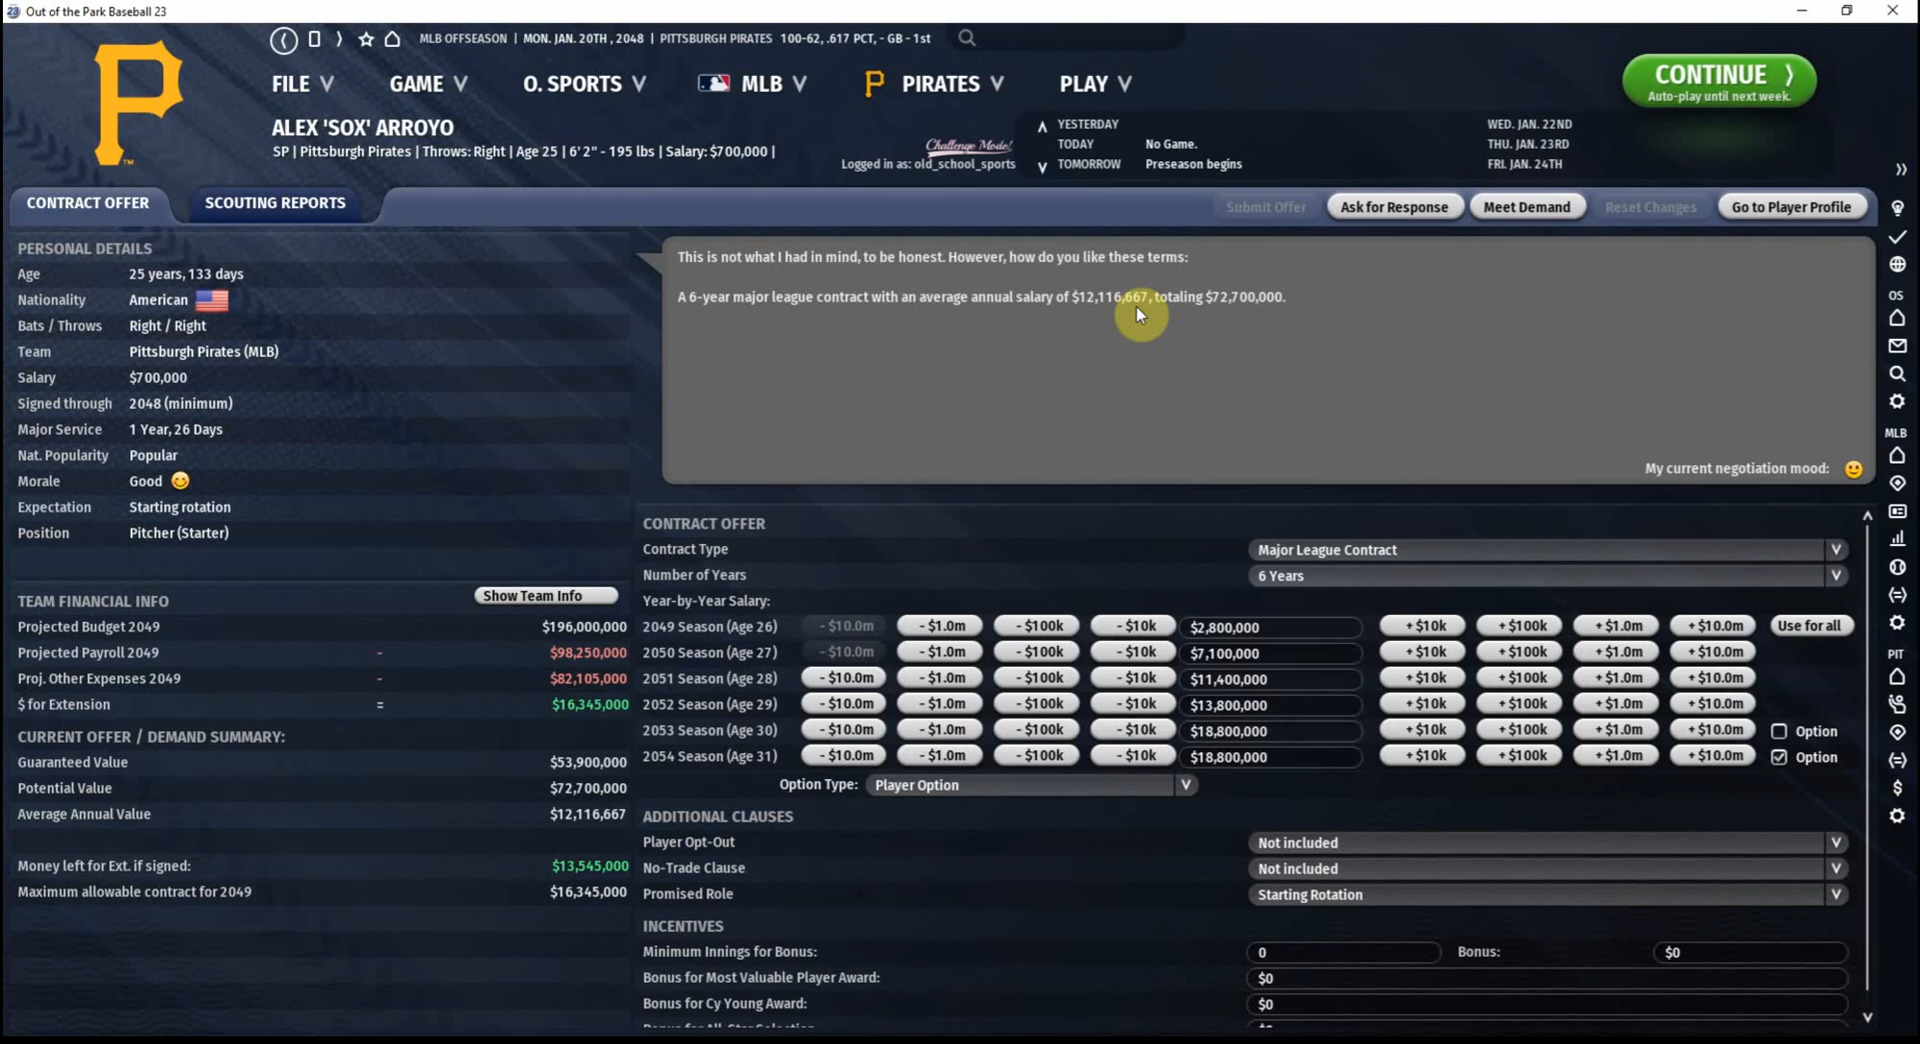 23 Out of the Park Baseball 23
MLB OFFSEASON | MON. JAN. 20TH , 2048 | PITTSBURGH PIRATES 100-62, .617 PCT, - GB - 1st
FILE GAME O. SPORTS MLB PIRATES PLAY
CONTINUE
Auto-play until next week.
ALEX 'SOX' ARROYO
SP | Pittsburgh Pirates | Throws: Right | Age 25 | 6' 2" - 195 lbs | Salary: $700,000 |
Challenge Mode!
Logged in as: old_school_sports
YESTERDAY
TODAY No Game.
TOMORROW Preseason begins
WED. JAN. 22ND
THU. JAN. 23RD
FRI. JAN. 24TH
CONTRACT OFFER SCOUTING REPORTS
Submit Offer Ask for Response Meet Demand Reset Changes Go to Player Profile
PERSONAL DETAILS
Age 25 years, 133 days
Nationality American
Bats / Throws Right / Right
Team Pittsburgh Pirates (MLB)
Salary $700,000
Signed through 2048 (minimum)
Major Service 1 Year, 26 Days
Nat. Popularity Popular
Morale Good
Expectation Starting rotation
Position Pitcher (Starter)
TEAM FINANCIAL INFO Show Team Info
Projected Budget 2049 $196,000,000
Projected Payroll 2049 - $98,250,000
Proj. Other Expenses 2049 - $82,105,000
$ for Extension = $16,345,000
CURRENT OFFER / DEMAND SUMMARY:
Guaranteed Value $53,900,000
Potential Value $72,700,000
Average Annual Value $12,116,667
Money left for Ext. if signed: $13,545,000
Maximum allowable contract for 2049 $16,345,000
This is not what I had in mind, to be honest. However, how do you like these terms:
A 6-year major league contract with an average annual salary of $12,116,667, totaling $72,700,000.
My current negotiation mood:
CONTRACT OFFER
Contract Type Major League Contract
Number of Years 6 Years
Year-by-Year Salary:
2049 Season (Age 26) - $10.0m - $1.0m - $100k - $10k $2,800,000 + $10k + $100k + $1.0m + $10.0m Use for all
2050 Season (Age 27) - $10.0m - $1.0m - $100k - $10k $7,100,000 + $10k + $100k + $1.0m + $10.0m
2051 Season (Age 28) - $10.0m - $1.0m - $100k - $10k $11,400,000 + $10k + $100k + $1.0m + $10.0m
2052 Season (Age 29) - $10.0m - $1.0m - $100k - $10k $13,800,000 + $10k + $100k + $1.0m + $10.0m
2053 Season (Age 30) - $10.0m - $1.0m - $100k - $10k $18,800,000 + $10k + $100k + $1.0m + $10.0m Option
2054 Season (Age 31) - $10.0m - $1.0m - $100k - $10k $18,800,000 + $10k + $100k + $1.0m + $10.0m Option
Option Type: Player Option
ADDITIONAL CLAUSES
Player Opt-Out Not included
No-Trade Clause Not included
Promised Role Starting Rotation
INCENTIVES
Minimum Innings for Bonus: 0 Bonus: $0
Bonus for Most Valuable Player Award: $0
Bonus for Cy Young Award: $0
OS
MLB
PIT